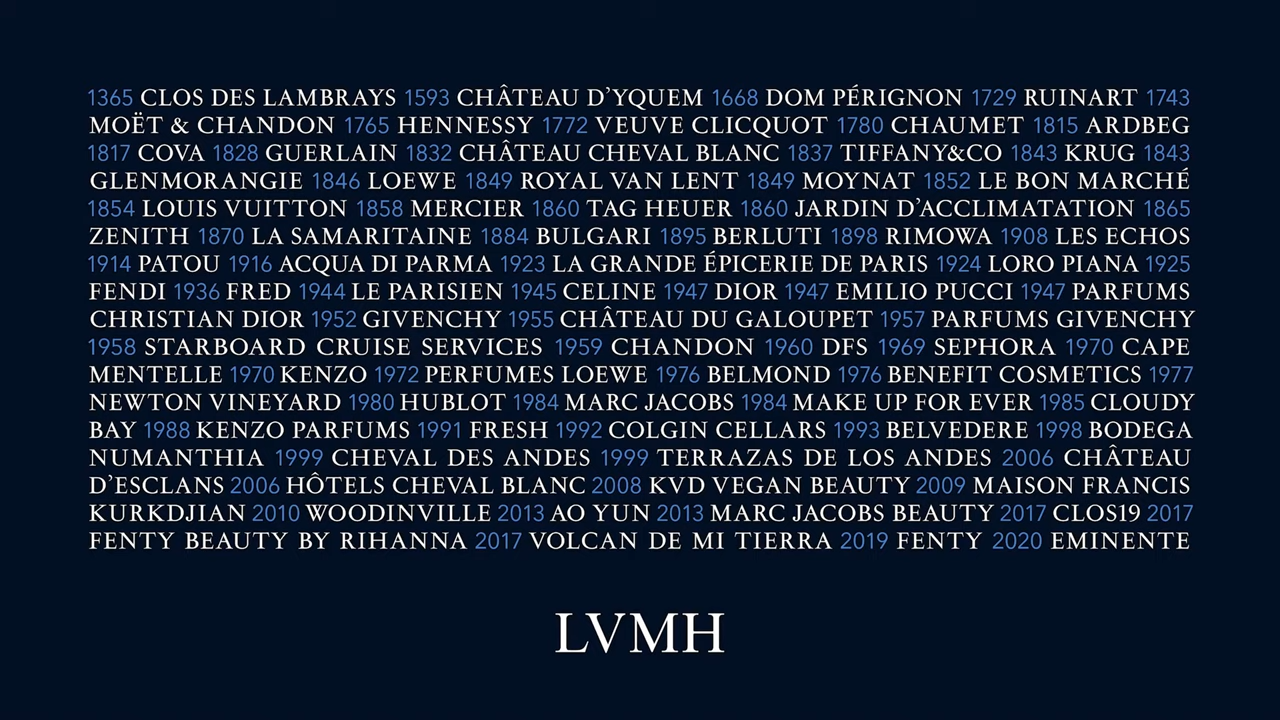 1365 CLOS DES LAMBRAYS 1593 CHÂTEAU D’YQUEM 1668 DOM PÉRIGNON 1729 RUINART 1743
MOËT & CHANDON 1765 HENNESSY 1772 VEUVE CLICQUOT 1780 CHAUMET 1815 ARDBEG
1817 COVA 1828 GUERLAIN 1832 CHÂTEAU CHEVAL BLANC 1837 TIFFANY&CO 1843 KRUG 1843
GLENMORANGIE 1846 LOEWE 1849 ROYAL VAN LENT 1849 MOYNAT 1852 LE BON MARCHÉ
1854 LOUIS VUITTON 1858 MERCIER 1860 TAG HEUER 1860 JARDIN D’ACCLIMATATION 1865
ZENITH 1870 LA SAMARITAINE 1884 BULGARI 1895 BERLUTI 1898 RIMOWA 1908 LES ECHOS
1914 PATOU 1916 ACQUA DI PARMA 1923 LA GRANDE ÉPICERIE DE PARIS 1924 LORO PIANA 1925
FENDI 1936 FRED 1944 LE PARISIEN 1945 CELINE 1947 DIOR 1947 EMILIO PUCCI 1947 PARFUMS
CHRISTIAN DIOR 1952 GIVENCHY 1955 CHÂTEAU DU GALOUPET 1957 PARFUMS GIVENCHY
1958 STARBOARD CRUISE SERVICES 1959 CHANDON 1960 DFS 1969 SEPHORA 1970 CAPE
MENTELLE 1970 KENZO 1972 PERFUMES LOEWE 1976 BELMOND 1976 BENEFIT COSMETICS 1977
NEWTON VINEYARD 1980 HUBLOT 1984 MARC JACOBS 1984 MAKE UP FOR EVER 1985 CLOUDY
BAY 1988 KENZO PARFUMS 1991 FRESH 1992 COLGIN CELLARS 1993 BELVEDERE 1998 BODEGA
NUMANTHIA 1999 CHEVAL DES ANDES 1999 TERRAZAS DE LOS ANDES 2006 CHÂTEAU
D’ESCLANS 2006 HÔTELS CHEVAL BLANC 2008 KVD VEGAN BEAUTY 2009 MAISON FRANCIS
KURKDJIAN 2010 WOODINVILLE 2013 AO YUN 2013 MARC JACOBS BEAUTY 2017 CLOS19 2017
FENTY BEAUTY BY RIHANNA 2017 VOLCAN DE MI TIERRA 2019 FENTY 2020 EMINENTE
LVMH